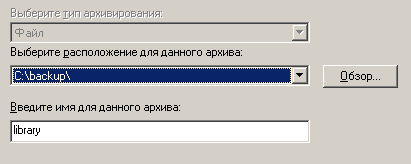 Выберите тип архивирования:
Файл
Выберите расположение для данного архива:
C:\backup\
Обзор...
Введите имя для данного архива:
library